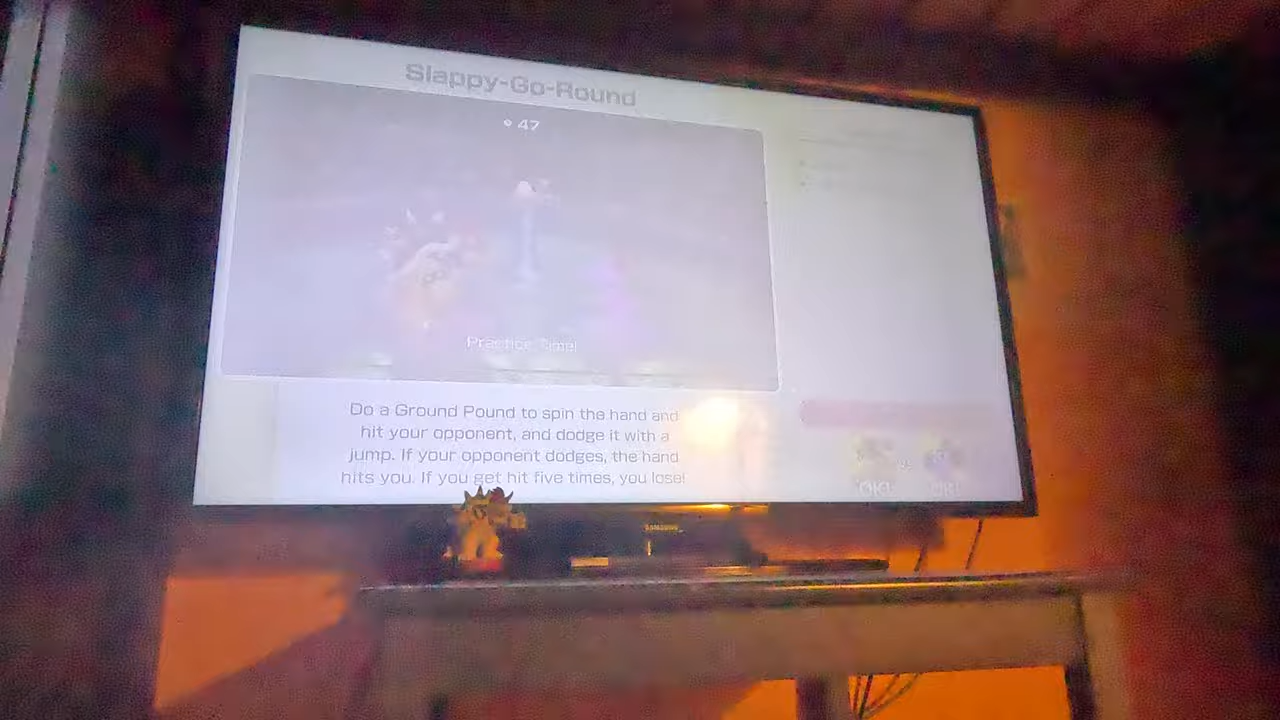 Slappy-Go-Round
47
Practice Time!
Do a Ground Pound to spin the hand and
hit your opponent, and dodge it with a
jump. If your opponent dodges, the hand
hits you. If you get hit five times, you lose!
OK!
SAMSUNG